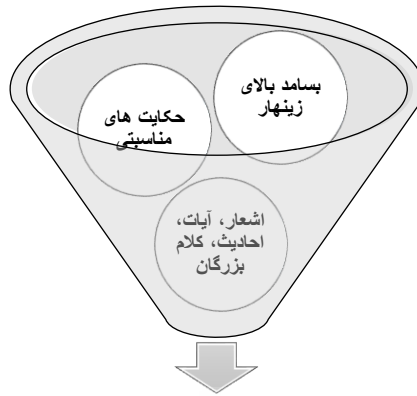 بسامد بالای
زینهار
حکایت های
مناسبتی
اشعار، آیات،
احادیث، کلام
بزرگان